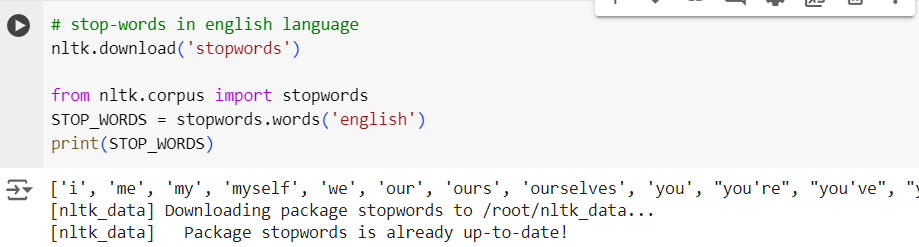 # stop-words in english language
nltk.download('stopwords')
from nltk.corpus import stopwords
STOP_WORDS = stopwords.words('english')
print(STOP_WORDS)
['i', 'me', 'my', 'myself', 'we', 'our', 'ours', 'ourselves', 'you', "you're", "you've", "
[nltk_data] Downloading package stopwords to /root/nltk_data...
[nltk_data]   Package stopwords is already up-to-date!